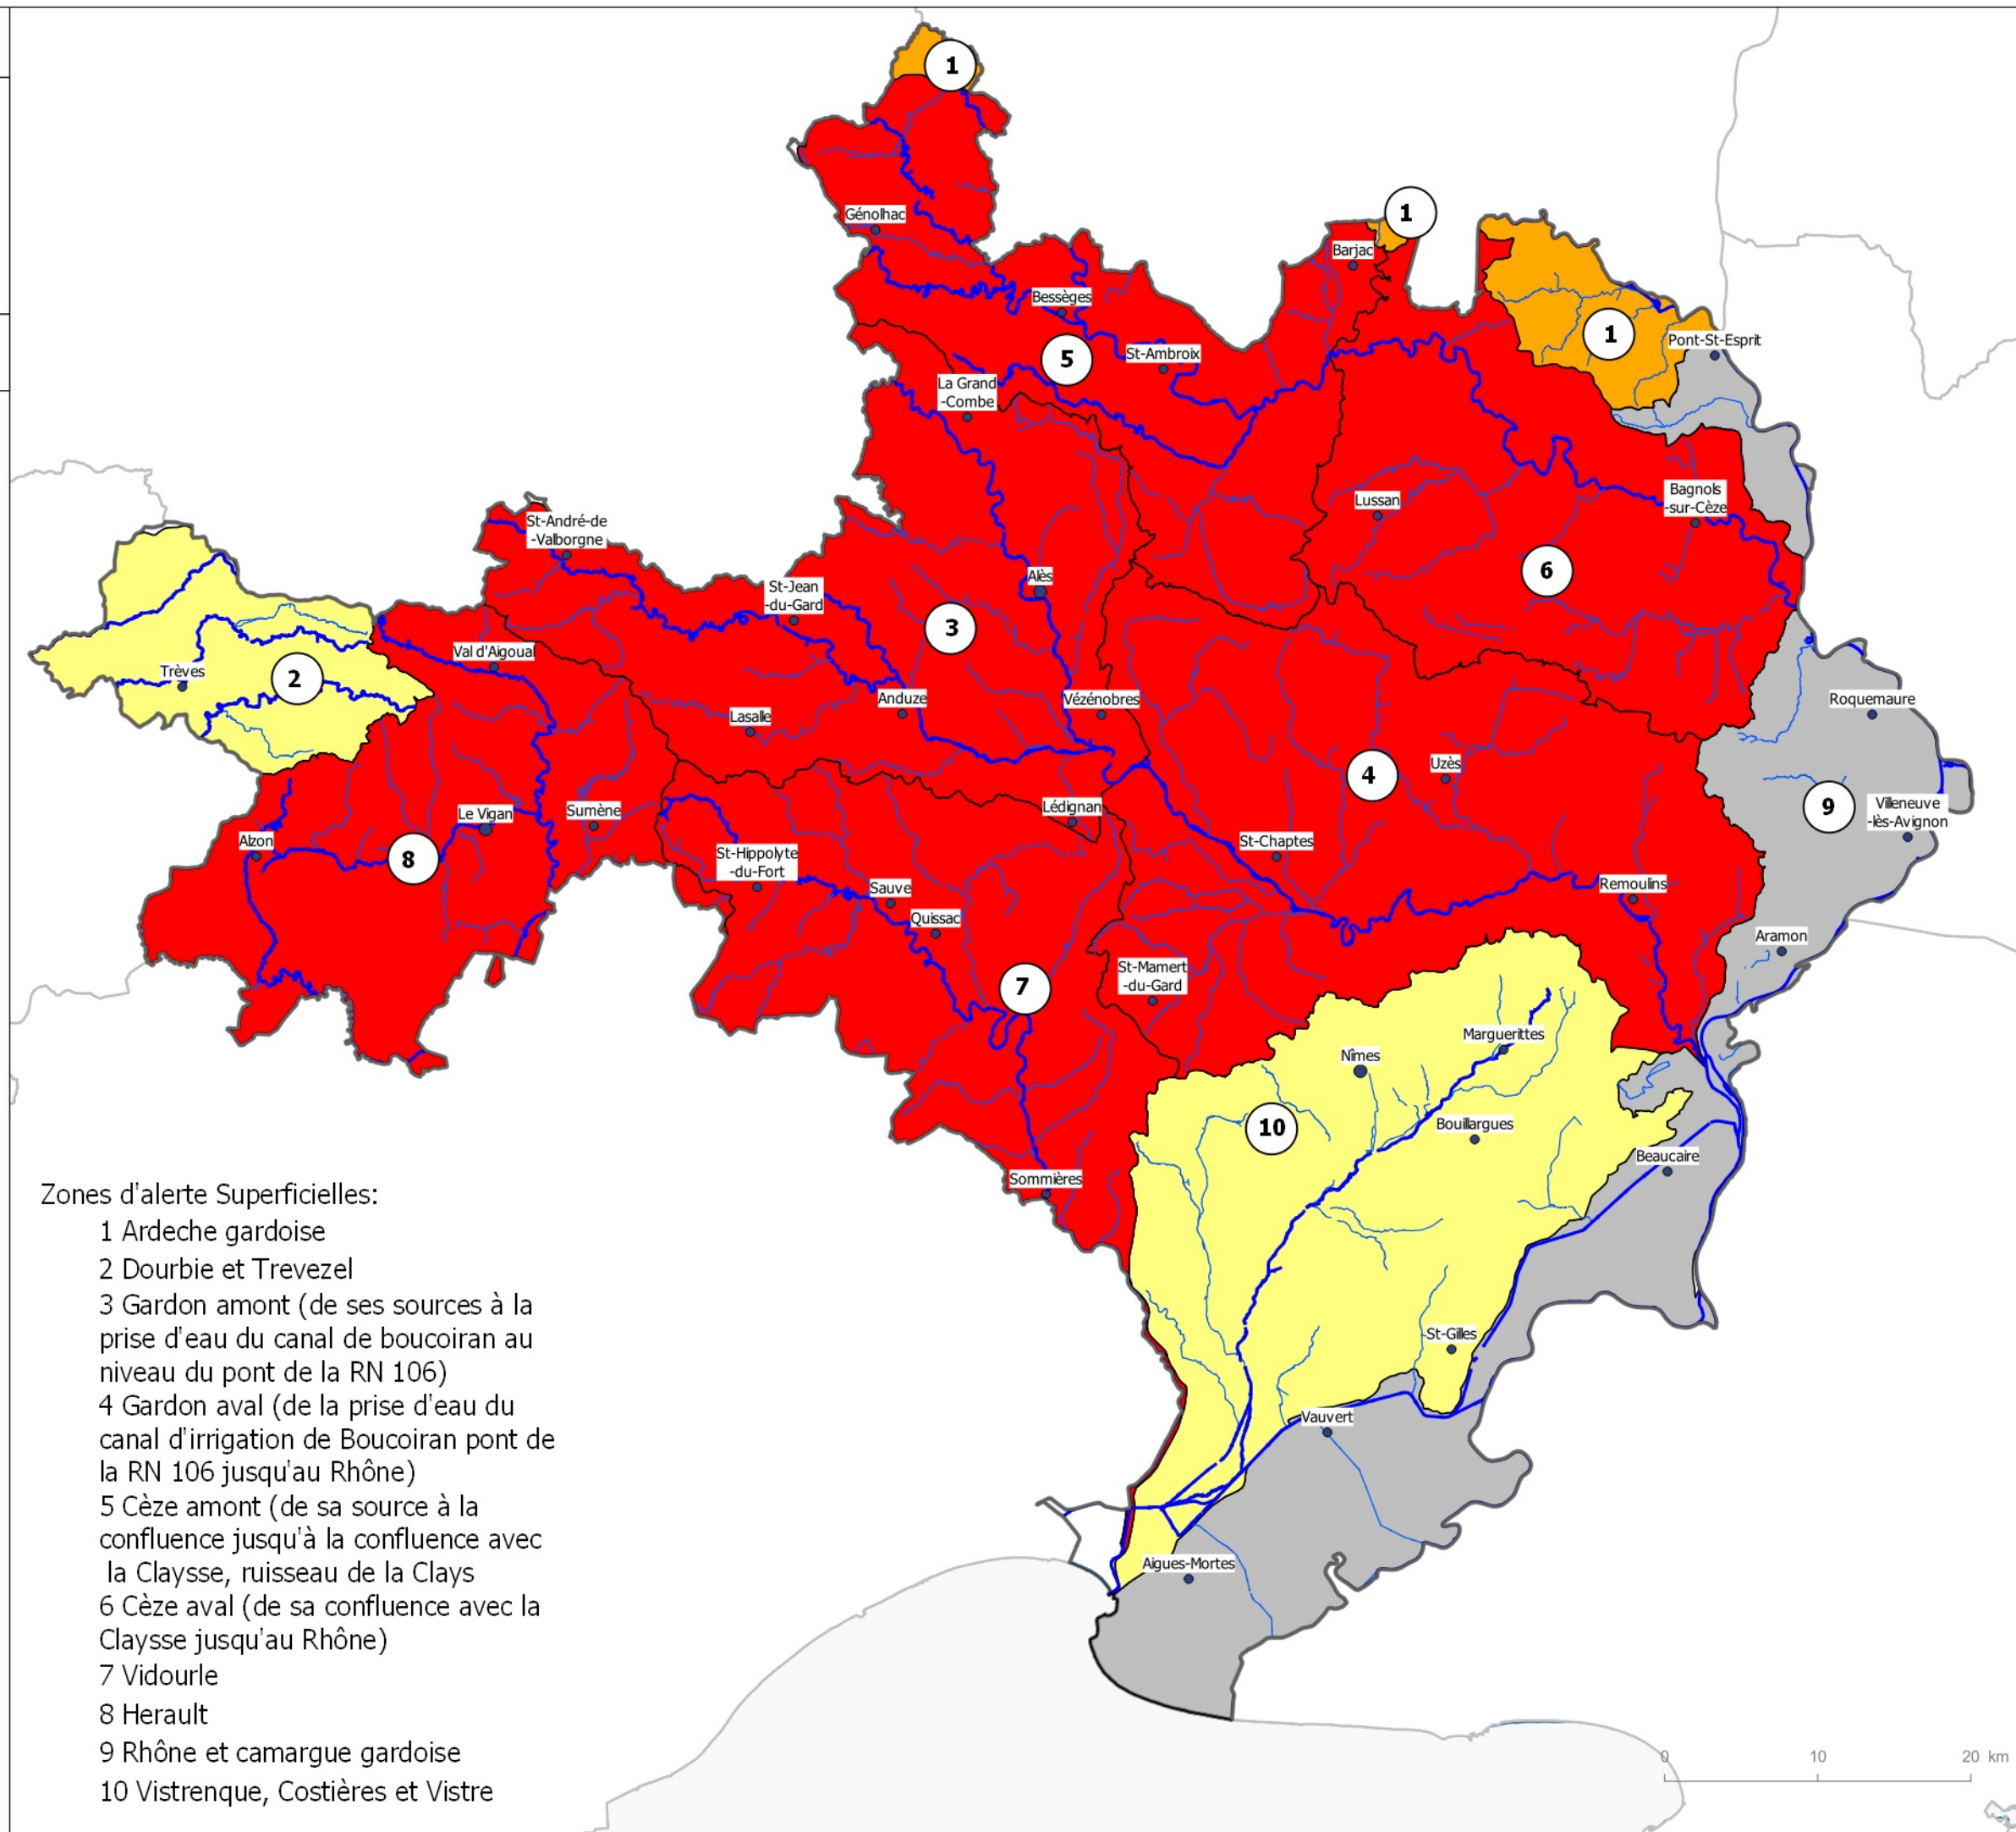 1
1
Génolhac
Barjac
Bessèges
1
Pont-St-Esprit
5
St-Ambroix
La Grand
-Combe
Lussan
Bagnols
-sur-Cèze
St-André-de
-Valborgne
6
Alès
St-Jean
-du-Gard
3
Val d'Aigoual
Trèves
2
Anduze
Vézénobres
Roquemaure
Lasalle
Uzès
4
9
Villeneuve
-lès-Avignon
Le Vigan
Sumène
Lédignan
Alzon
8
St-Hippolyte
-du-Fort
St-Chaptes
Sauve
Remoulins
Quissac
Aramon
7
St-Mamert
-du-Gard
Marguerittes
Nîmes
10
Bouillargues
Beaucaire
Sommières
St-Gilles
Vauvert
Aigues-Mortes
Zones d'alerte Superficielles:
1 Ardeche gardoise
2 Dourbie et Trevezel
3 Gardon amont (de ses sources à la
prise d'eau du canal de boucoiran au
niveau du pont de la RN 106)
4 Gardon aval (de la prise d'eau du
canal d'irrigation de Boucoiran pont de
la RN 106 jusqu'au Rhône)
5 Cèze amont (de sa source à la
confluence jusqu'à la confluence avec
la Claysse, ruisseau de la Clays
6 Cèze aval (de sa confluence avec la
Claysse jusqu'au Rhône)
7 Vidourle
8 Herault
9 Rhône et camargue gardoise
10 Vistrenque, Costières et Vistre
0 10 20 km